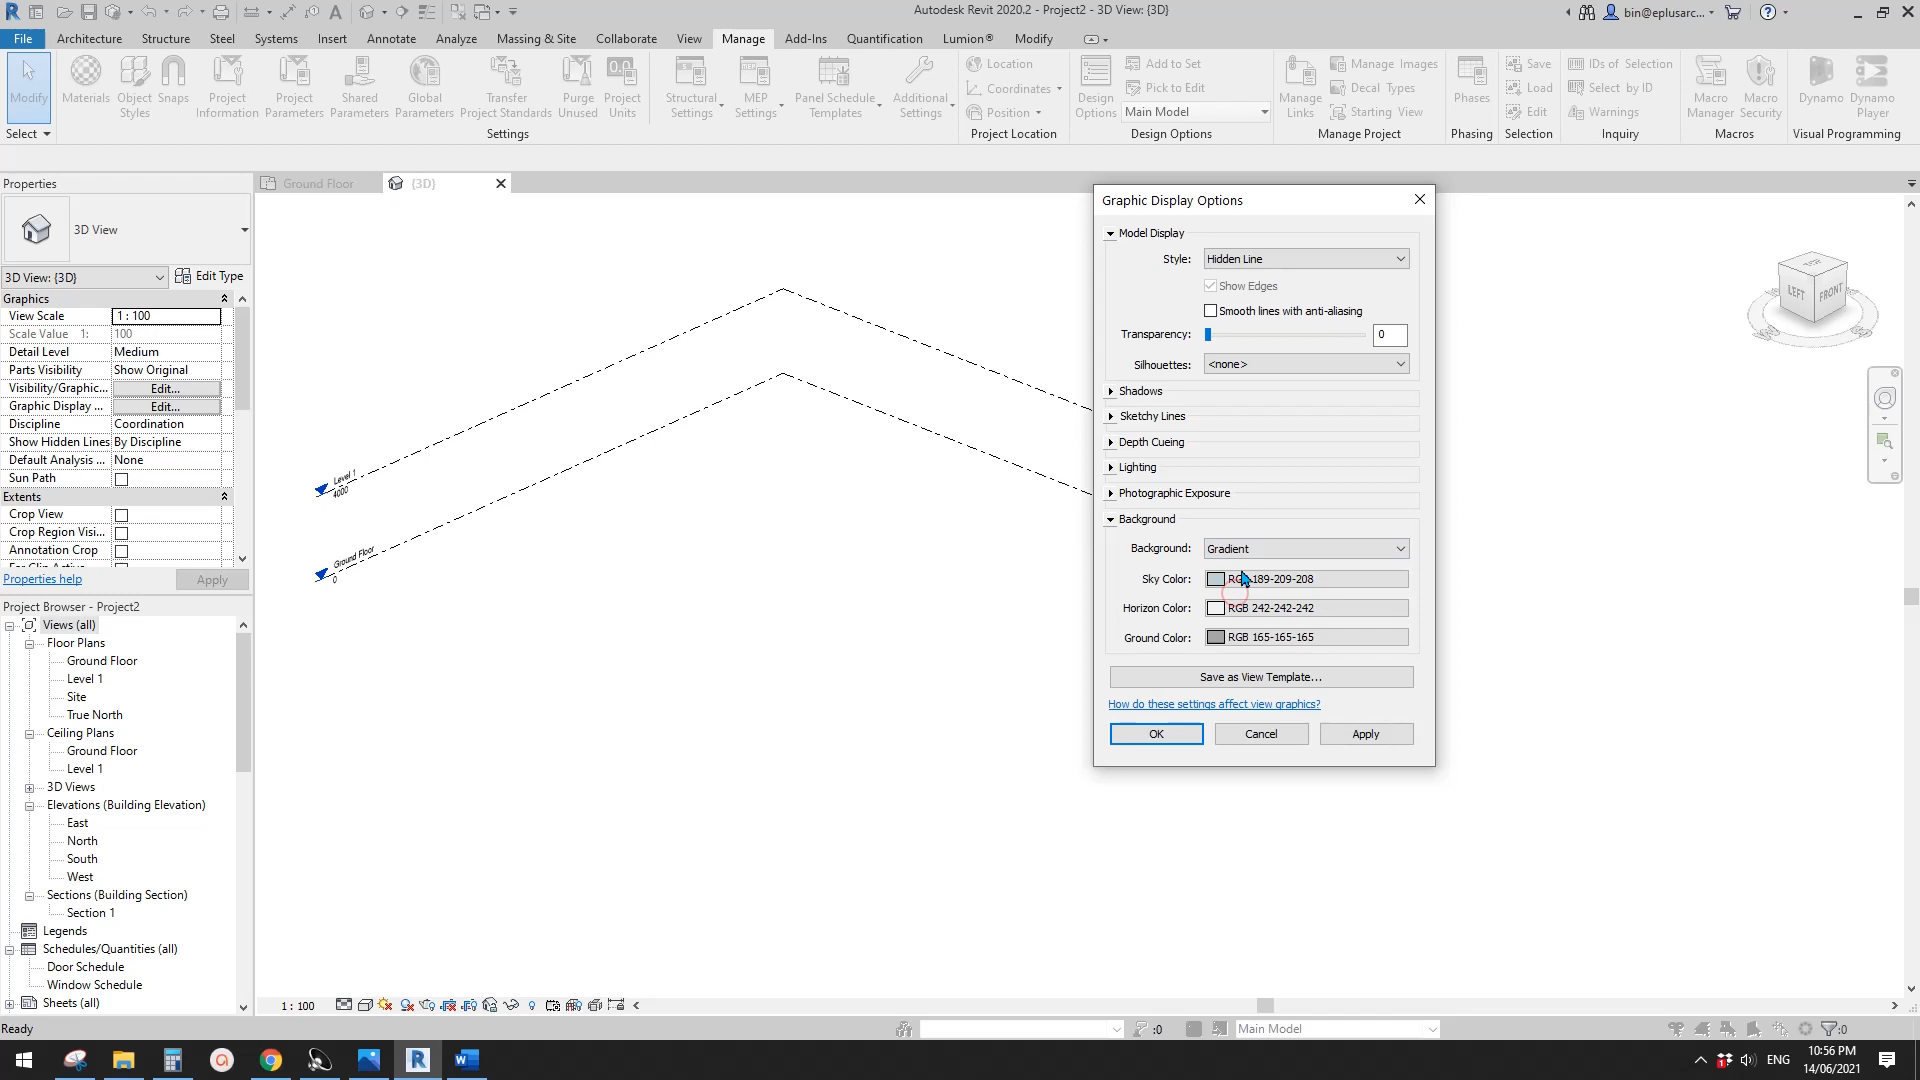 Autodesk Revit 2020.2 - Project2 - 3D View: {3D}
bin@eplusarc...
File Architecture Structure Steel Systems Insert Annotate Analyze Massing & Site Collaborate View Manage Add-Ins Quantification Lumion® Modify
Modify
Materials
Object Styles
Snaps
Project Information
Project Parameters
Shared Parameters
Global Parameters
Transfer Project Standards
Purge Unused
Project Units
Structural Settings
MEP Settings
Panel Schedule Templates
Additional Settings
Location
Coordinates
Position
Design Options
Add to Set
Pick to Edit
Main Model
Manage Links
Manage Images
Decal Types
Starting View
Phases
Save
Load
Edit
IDs of Selection
Select by ID
Warnings
Macro Manager
Macro Security
Dynamo
Dynamo Player
Select Settings Project Location Design Options Manage Project Phasing Selection Inquiry Macros Visual Programming
Properties
Ground Floor
{3D}
3D View
3D View: {3D} Edit Type
Graphics
View Scale 1 : 100
Scale Value 1: 100
Detail Level Medium
Parts Visibility Show Original
Visibility/Graphic... Edit...
Graphic Display ... Edit...
Discipline Coordination
Show Hidden Lines By Discipline
Default Analysis ... None
Sun Path
Extents
Crop View
Crop Region Visi...
Annotation Crop
Properties help Apply
Project Browser - Project2
Views (all)
Floor Plans
Ground Floor
Level 1
Site
True North
Ceiling Plans
Ground Floor
Level 1
3D Views
Elevations (Building Elevation)
East
North
South
West
Sections (Building Section)
Section 1
Legends
Schedules/Quantities (all)
Door Schedule
Window Schedule
Sheets (all)
Level 1
4000
Ground Floor
0
Graphic Display Options
Model Display
Style: Hidden Line
Show Edges
Smooth lines with anti-aliasing
Transparency: 0
Silhouettes: <none>
Shadows
Sketchy Lines
Depth Cueing
Lighting
Photographic Exposure
Background
Background: Gradient
Sky Color: 189-209-208
Horizon Color: RGB 242-242-242
Ground Color: RGB 165-165-165
Save as View Template...
How do these settings affect view graphics?
OK Cancel Apply
TOP
LEFT
FRONT
1 : 100
Ready
:0
Main Model
:0
ENG
10:56 PM
14/06/2021